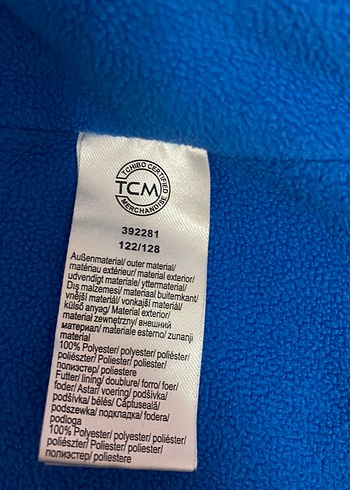 TCHIBO CERTIFIED
TCM
MERCHANDISE
392281
122/128
Außenmaterial/ outer material/
matériau extérieur/ material exterior/
udvendigt materiale/ yttermaterial/
Dış malzemesi/ materiaal buitemkant/
vnější materiál/ vonkajší materiál/
külső anyag/ Material exterior/
materiał zewnętrzny/ внешний
материал/ materiale esterno/ zunanji
material
100% Polyester/ polyester/ poliéster/
poliészter/ Poliester/ poliester/
полиэстер/ poliestere
Futter/ lining/ doublure/ forro/ foer/
foder/ Astar/ voering/ podšívka/
podšívka/ bélés/ Captuseală/
podszewka/ подкладка/ fodera/
podloga
100% Polyester/ polyester/ poliéster/
poliészter/ Poliester/ poliester/
полиэстер/ poliestere